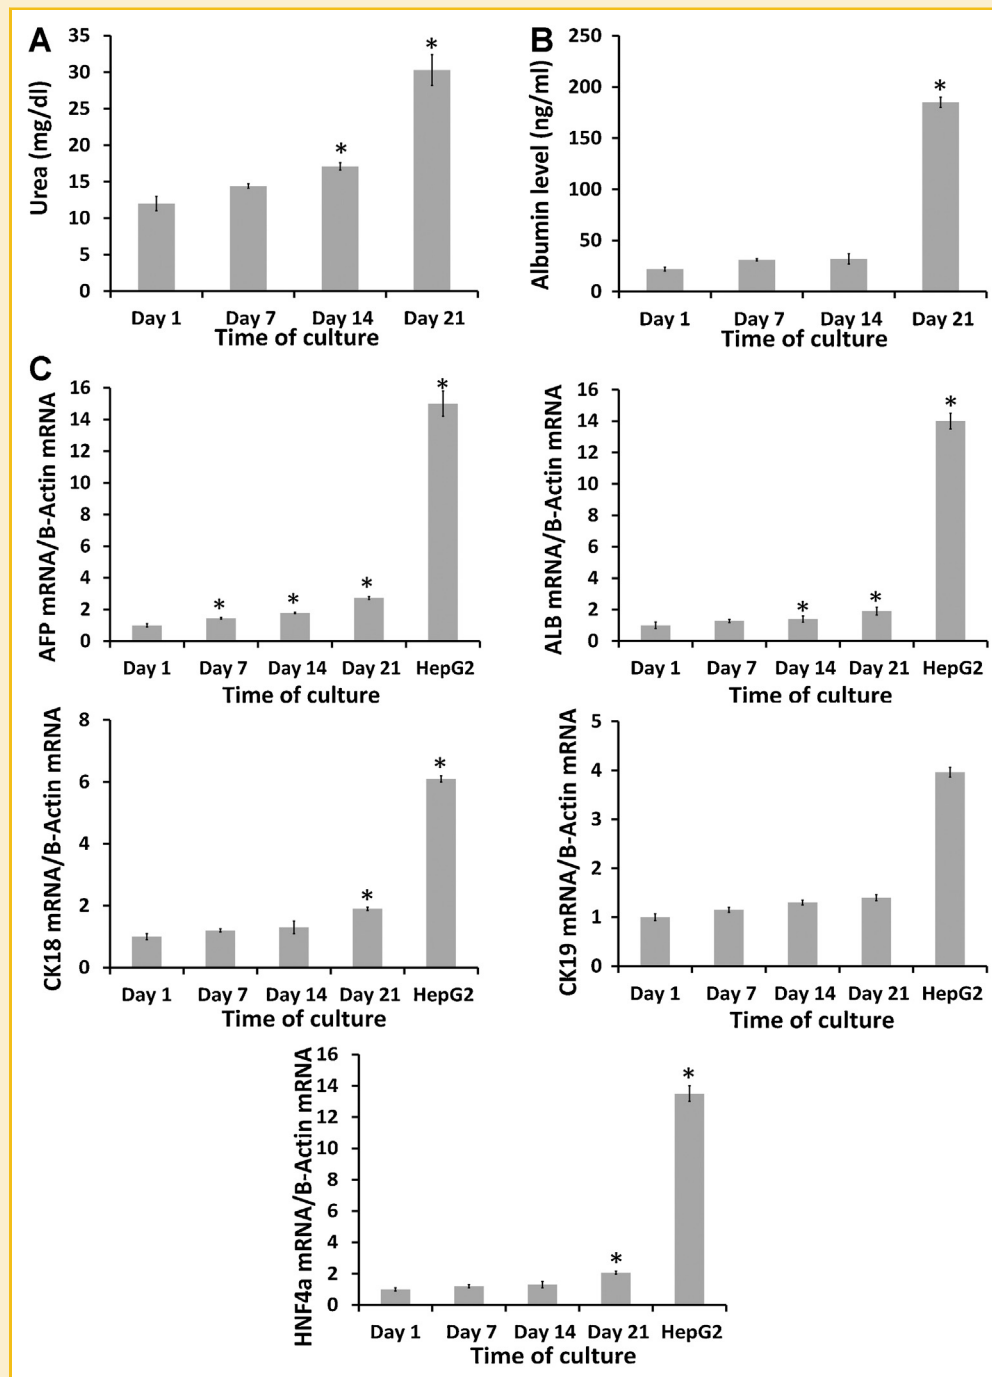 A
Urea (mg/dl)
35
30
25
20
15
10
5
0
*
*
Day 1 Day 7 Day 14 Day 21
Time of culture
B
Albumin level (ng/ml)
250
200
150
100
50
0
*
Day 1 Day 7 Day 14 Day 21
Time of culture
C
AFP mRNA/B-Actin mRNA
16
14
12
10
8
6
4
2
0
*
*
*
*
Day 1 Day 7 Day 14 Day 21 HepG2
Time of culture
ALB mRNA/B-Actin mRNA
16
14
12
10
8
6
4
2
0
*
*
*
Day 1 Day 7 Day 14 Day 21 HepG2
Time of culture
CK18 mRNA/B-Actin mRNA
8
6
4
2
0
*
*
Day 1 Day 7 Day 14 Day 21 HepG2
Time of culture
CK19 mRNA/B-Actin mRNA
5
4
3
2
1
0
Day 1 Day 7 Day 14 Day 21 HepG2
Time of culture
HNF4a mRNA/B-Actin mRNA
16
14
12
10
8
6
4
2
0
*
*
Day 1 Day 7 Day 14 Day 21 HepG2
Time of culture